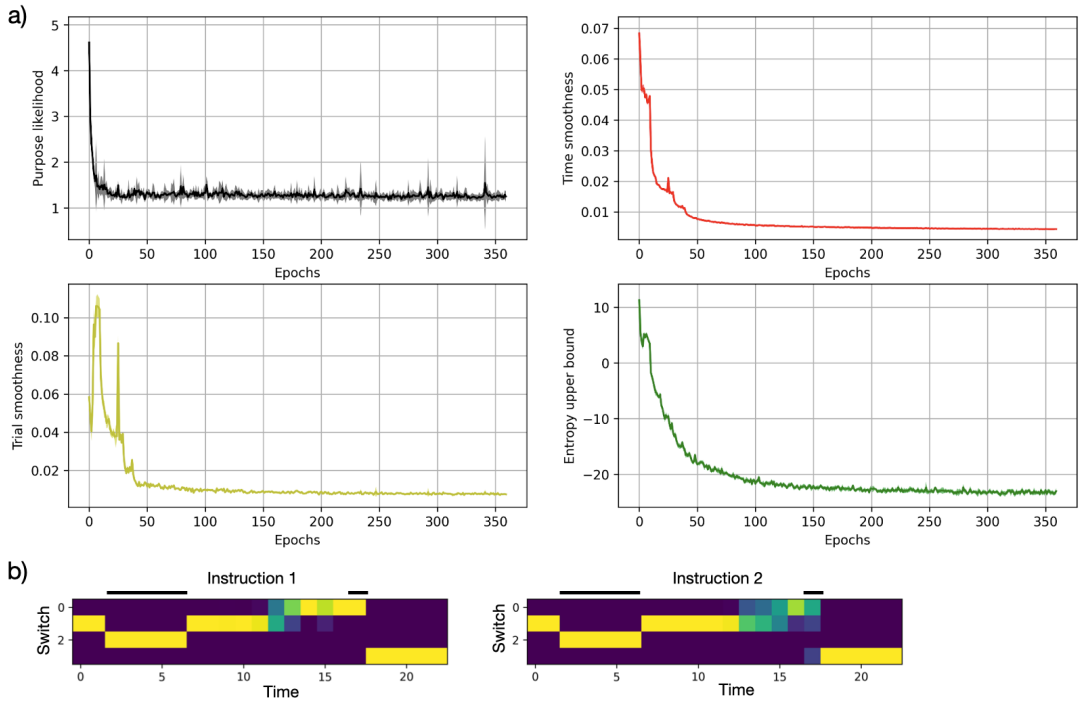 a)
5
4
3
2
1
Purpose likelihood
0 50 100 150 200 250 300 350
Epochs
0.07
0.06
0.05
0.04
0.03
0.02
0.01
Time smoothness
0 50 100 150 200 250 300 350
Epochs
0.10
0.08
0.06
0.04
0.02
Trial smoothness
0 50 100 150 200 250 300 350
Epochs
10
0
−10
−20
Entropy upper bound
0 50 100 150 200 250 300 350
Epochs
b)
Instruction 1
Switch
0
2
0 5 10 15 20
Time
Instruction 2
Switch
0
2
0 5 10 15 20
Time